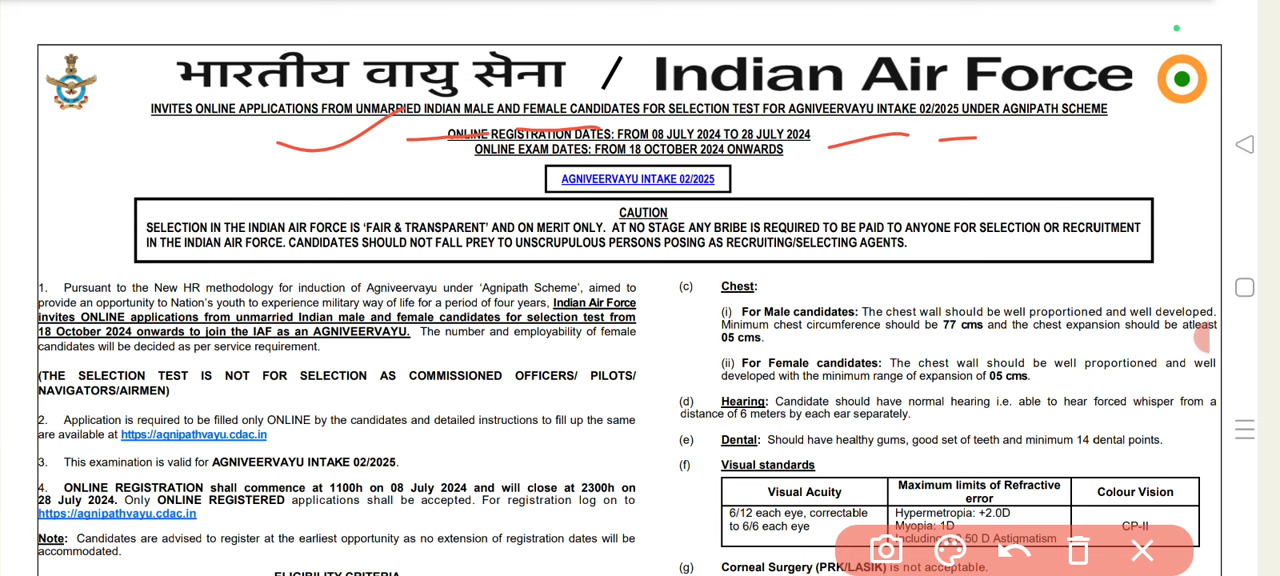 भारतीय वायु सेना / Indian Air Force
INVITES ONLINE APPLICATIONS FROM UNMARRIED INDIAN MALE AND FEMALE CANDIDATES FOR SELECTION TEST FOR AGNIVEERVAYU INTAKE 02/2025 UNDER AGNIPATH SCHEME
ONLINE REGISTRATION DATES: FROM 08 JULY 2024 TO 28 JULY 2024
ONLINE EXAM DATES: FROM 18 OCTOBER 2024 ONWARDS
AGNIVEERVAYU INTAKE 02/2025
CAUTION
SELECTION IN THE INDIAN AIR FORCE IS ‘FAIR & TRANSPARENT’ AND ON MERIT ONLY. AT NO STAGE ANY BRIBE IS REQUIRED TO BE PAID TO ANYONE FOR SELECTION OR RECRUITMENT
IN THE INDIAN AIR FORCE. CANDIDATES SHOULD NOT FALL PREY TO UNSCRUPULOUS PERSONS POSING AS RECRUITING/SELECTING AGENTS.
1. Pursuant to the New HR methodology for induction of Agniveervayu under ‘Agnipath Scheme’, aimed to
provide an opportunity to Nation’s youth to experience military way of life for a period of four years, Indian Air Force
invites ONLINE applications from unmarried Indian male and female candidates for selection test from
18 October 2024 onwards to join the IAF as an AGNIVEERVAYU. The number and employability of female
candidates will be decided as per service requirement.
(THE SELECTION TEST IS NOT FOR SELECTION AS COMMISSIONED OFFICERS/ PILOTS/
NAVIGATORS/AIRMEN)
2. Application is required to be filled only ONLINE by the candidates and detailed instructions to fill up the same
are available at https://agnipathvayu.cdac.in
3. This examination is valid for AGNIVEERVAYU INTAKE 02/2025.
4. ONLINE REGISTRATION shall commence at 1100h on 08 July 2024 and will close at 2300h on
28 July 2024. Only ONLINE REGISTERED applications shall be accepted. For registration log on to
https://agnipathvayu.cdac.in
Note: Candidates are advised to register at the earliest opportunity as no extension of registration dates will be
accommodated.
ELIGIBILITY CRITERIA
(c) Chest:
(i) For Male candidates: The chest wall should be well proportioned and well developed.
Minimum chest circumference should be 77 cms and the chest expansion should be atleast
05 cms.
(ii) For Female candidates: The chest wall should be well proportioned and well
developed with the minimum range of expansion of 05 cms.
(d) Hearing: Candidate should have normal hearing i.e. able to hear forced whisper from a
distance of 6 meters by each ear separately.
(e) Dental: Should have healthy gums, good set of teeth and minimum 14 dental points.
(f) Visual standards
Visual Acuity Maximum limits of Refractive error Colour Vision
6/12 each eye, correctable Hypermetropia: +2.0D
to 6/6 each eye Myopia: 1D CP-II
Including 0.50 D Astigmatism
(g) Corneal Surgery (PRK/LASIK) is not acceptable.